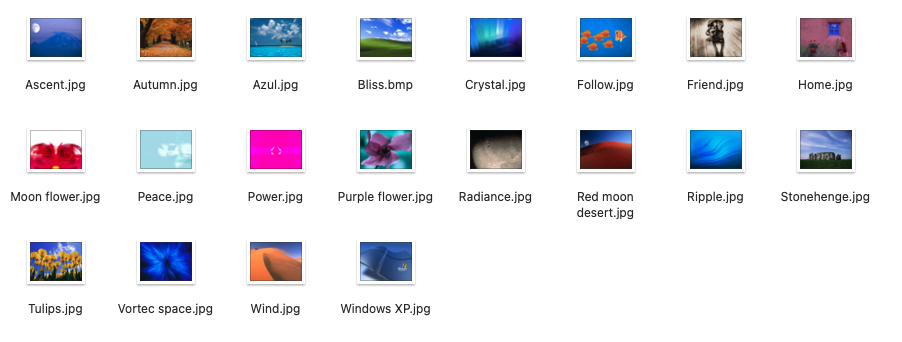 Ascent.jpg
Autumn.jpg
Azul.jpg
Bliss.bmp
Crystal.jpg
Follow.jpg
Friend.jpg
Home.jpg
Moon flower.jpg
Peace.jpg
Power.jpg
Purple flower.jpg
Radiance.jpg
Red moon
desert.jpg
Ripple.jpg
Stonehenge.jpg
Tulips.jpg
Vortec space.jpg
Wind.jpg
Windows XP.jpg